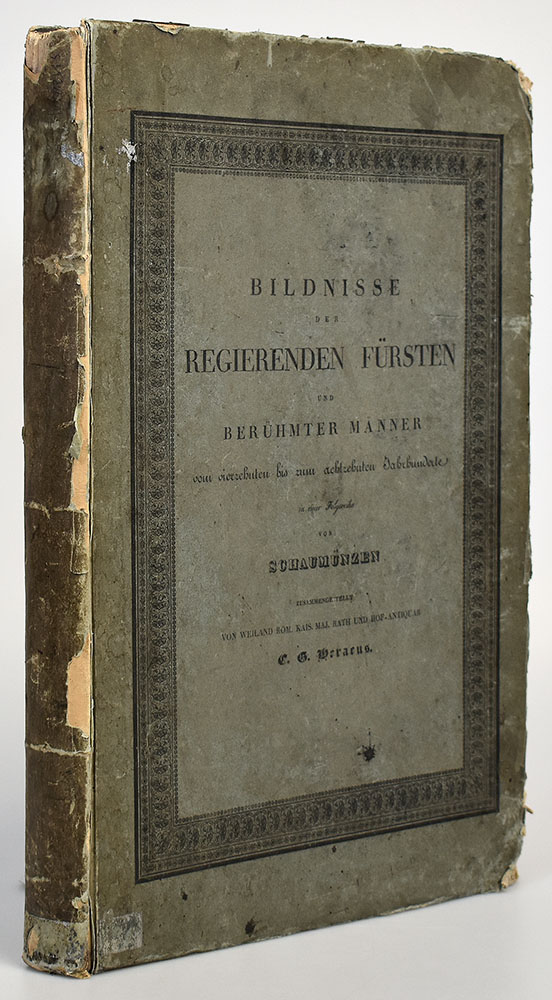 BILDNISSE
DER
REGIERENDEN FÜRSTEN
UND
BERÜHMTER MÄNNER
vom vierzehnten bis zum achtzehnten Jahrhunderte
in einer Folgereihe
VON
SCHAUMÜNZEN
ZUSAMMENGESTELLT
VON WEILAND RÖM. KAIS. MAJ. RATH UND HOF-ANTIQUAR
C. G. Heraeus.